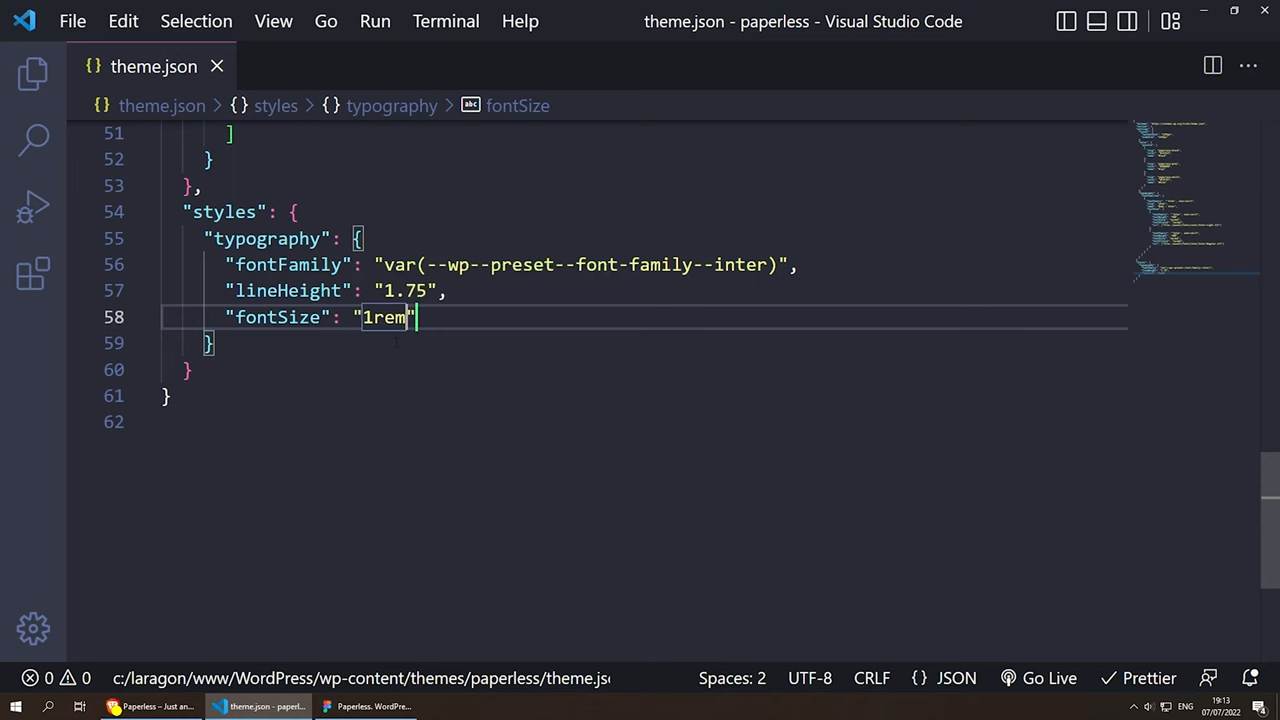 File Edit Selection View Go Run Terminal Help theme.json - paperless - Visual Studio Code
{} theme.json
{} theme.json > {} styles > {} typography > abc fontSize
51 ]
52 }
53 },
54 "styles": {
55 "typography": {
56 "fontFamily": "var(--wp--preset--font-family--inter)",
57 "lineHeight": "1.75",
58 "fontSize": "1rem"
59 }
60 }
61 }
62
0 0 c:/laragon/www/WordPress/wp-content/themes/paperless/theme.jso Spaces: 2 UTF-8 CRLF {} JSON Go Live Prettier
Paperless – Just an... theme.json - paperl... Paperless. WordPre... ENG 19:13
07/07/2022 4